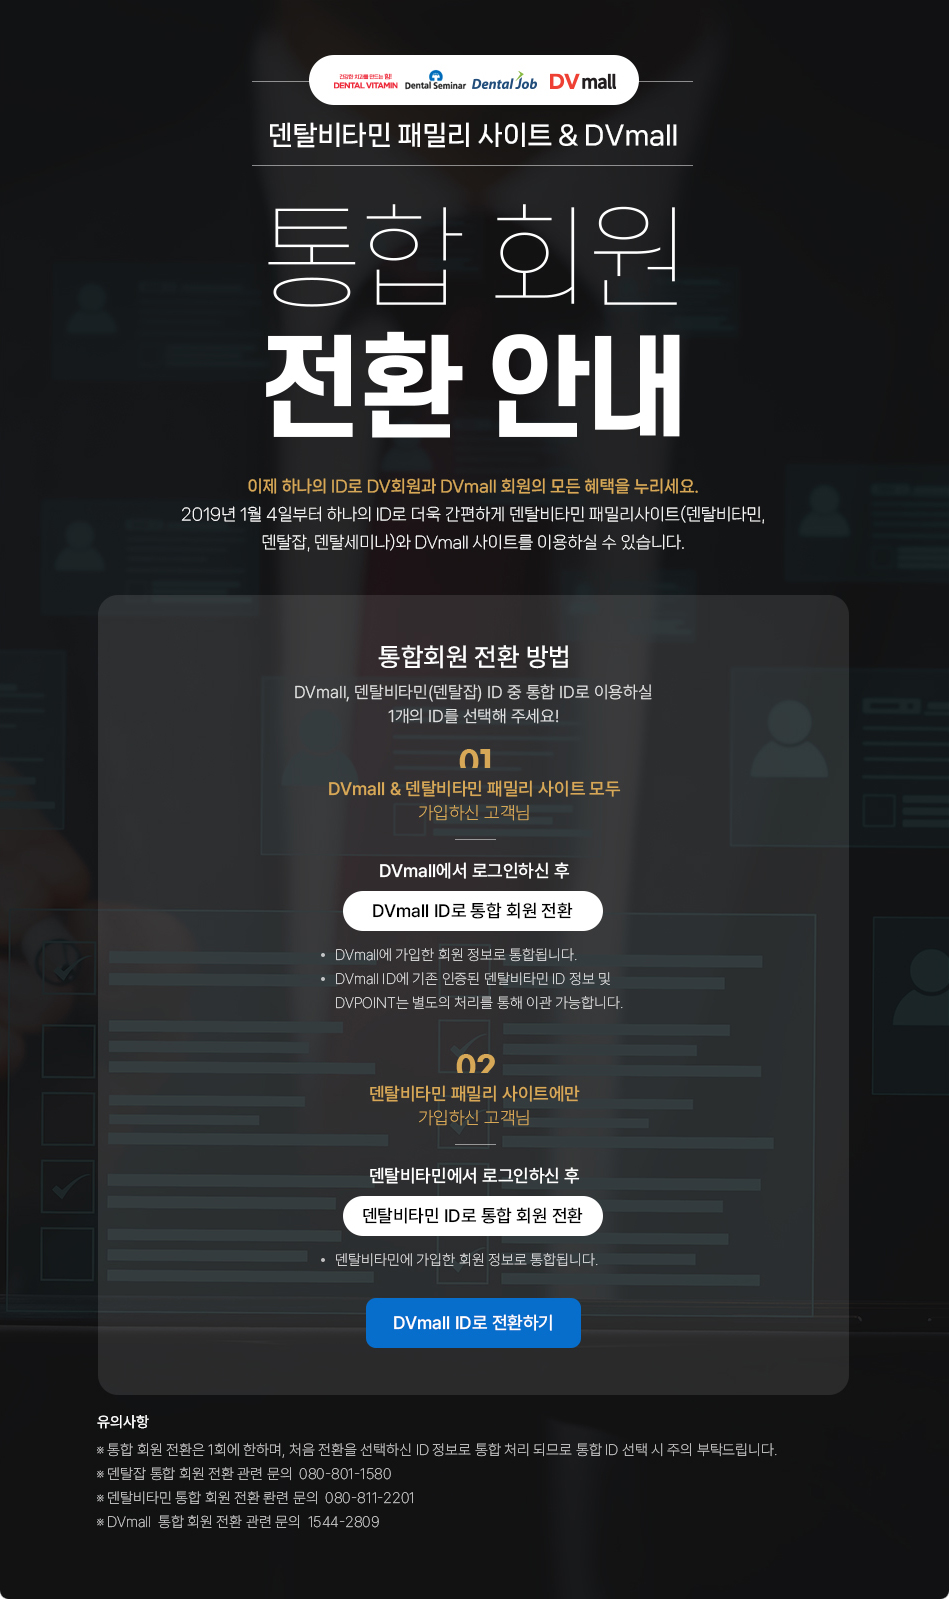 건강한 치과를 만드는 힘!
DENTAL VITAMIN
Dental Seminar
Dental Job
DV mall
덴탈비타민 패밀리 사이트 & DVmall
통합 회원
전환 안내
이제 하나의 ID로 DV회원과 DVmall 회원의 모든 혜택을 누리세요.
2019년 1월 4일부터 하나의 ID로 더욱 간편하게 덴탈비타민 패밀리사이트(덴탈비타민,
덴탈잡, 덴탈세미나)와 DVmall 사이트를 이용하실 수 있습니다.
통합회원 전환 방법
DVmall, 덴탈비타민(덴탈잡) ID 중 통합 ID로 이용하실
1개의 ID를 선택해 주세요!
01
DVmall & 덴탈비타민 패밀리 사이트 모두
가입하신 고객님
DVmall에서 로그인하신 후
DVmall ID로 통합 회원 전환
• DVmall에 가입한 회원 정보로 통합됩니다.
• DVmall ID에 기존 인증된 덴탈비타민 ID 정보 및
DVPOINT는 별도의 처리를 통해 이관 가능합니다.
02
덴탈비타민 패밀리 사이트에만
가입하신 고객님
덴탈비타민에서 로그인하신 후
덴탈비타민 ID로 통합 회원 전환
• 덴탈비타민에 가입한 회원 정보로 통합됩니다.
DVmall ID로 전환하기
유의사항
※ 통합 회원 전환은 1회에 한하며, 처음 전환을 선택하신 ID 정보로 통합 처리 되므로 통합 ID 선택 시 주의 부탁드립니다.
※ 덴탈잡 통합 회원 전환 관련 문의 080-801-1580
※ 덴탈비타민 통합 회원 전환 롼련 문의 080-811-2201
※ DVmall 통합 회원 전환 관련 문의 1544-2809